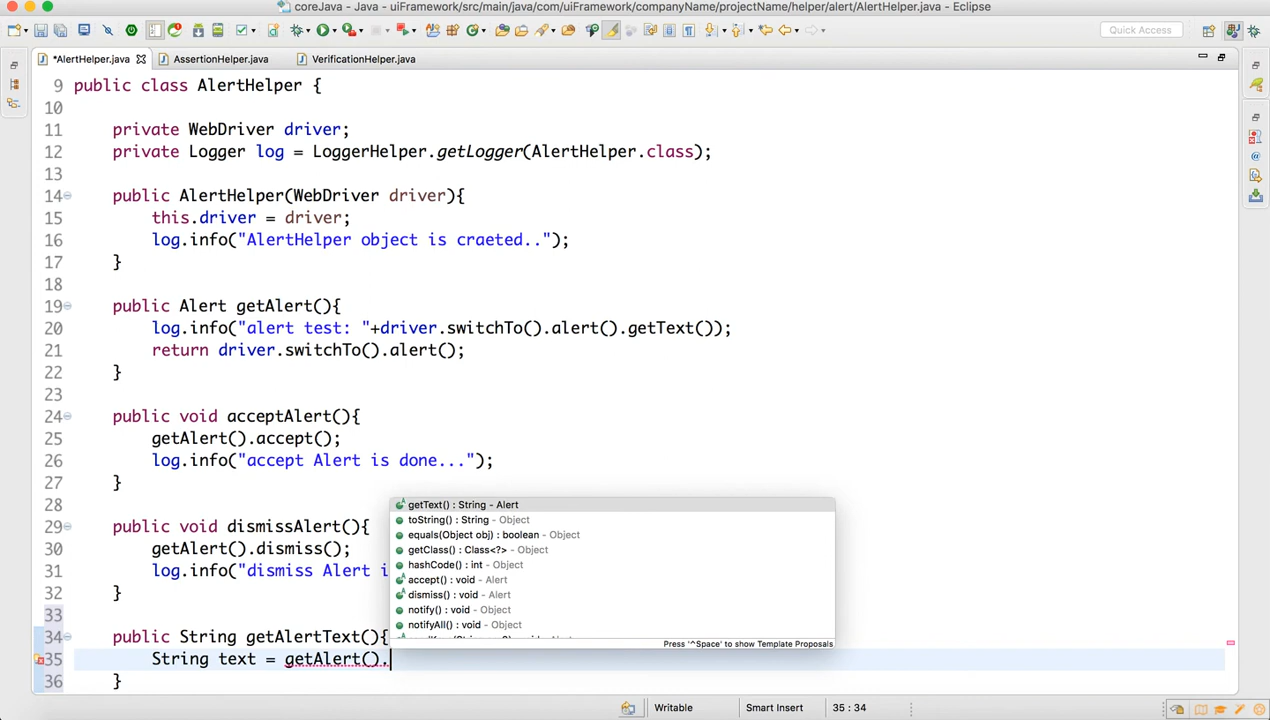 coreJava - Java - uiFramework/src/main/java/com/uiFramework/companyName/projectName/helper/alert/AlertHelper.java - Eclipse
Quick Access
*AlertHelper.java
AssertionHelper.java
VerificationHelper.java
9 public class AlertHelper {
10
11 private WebDriver driver;
12 private Logger log = LoggerHelper.getLogger(AlertHelper.class);
13
14 public AlertHelper(WebDriver driver){
15 this.driver = driver;
16 log.info("AlertHelper object is craeted..");
17 }
18
19 public Alert getAlert(){
20 log.info("alert test: "+driver.switchTo().alert().getText());
21 return driver.switchTo().alert();
22 }
23
24 public void acceptAlert(){
25 getAlert().accept();
26 log.info("accept Alert is done...");
27 }
28
29 public void dismissAlert(){
30 getAlert().dismiss();
31 log.info("dismiss Alert i
32 }
33
34 public String getAlertText(){
35 String text = getAlert().
36 }
getText() : String - Alert
toString() : String - Object
equals(Object obj) : boolean - Object
getClass() : Class<?> - Object
hashCode() : int - Object
accept() : void - Alert
dismiss() : void - Alert
notify() : void - Object
notifyAll() : void - Object
Press '^Space' to show Template Proposals
Writable
Smart Insert
35 : 34